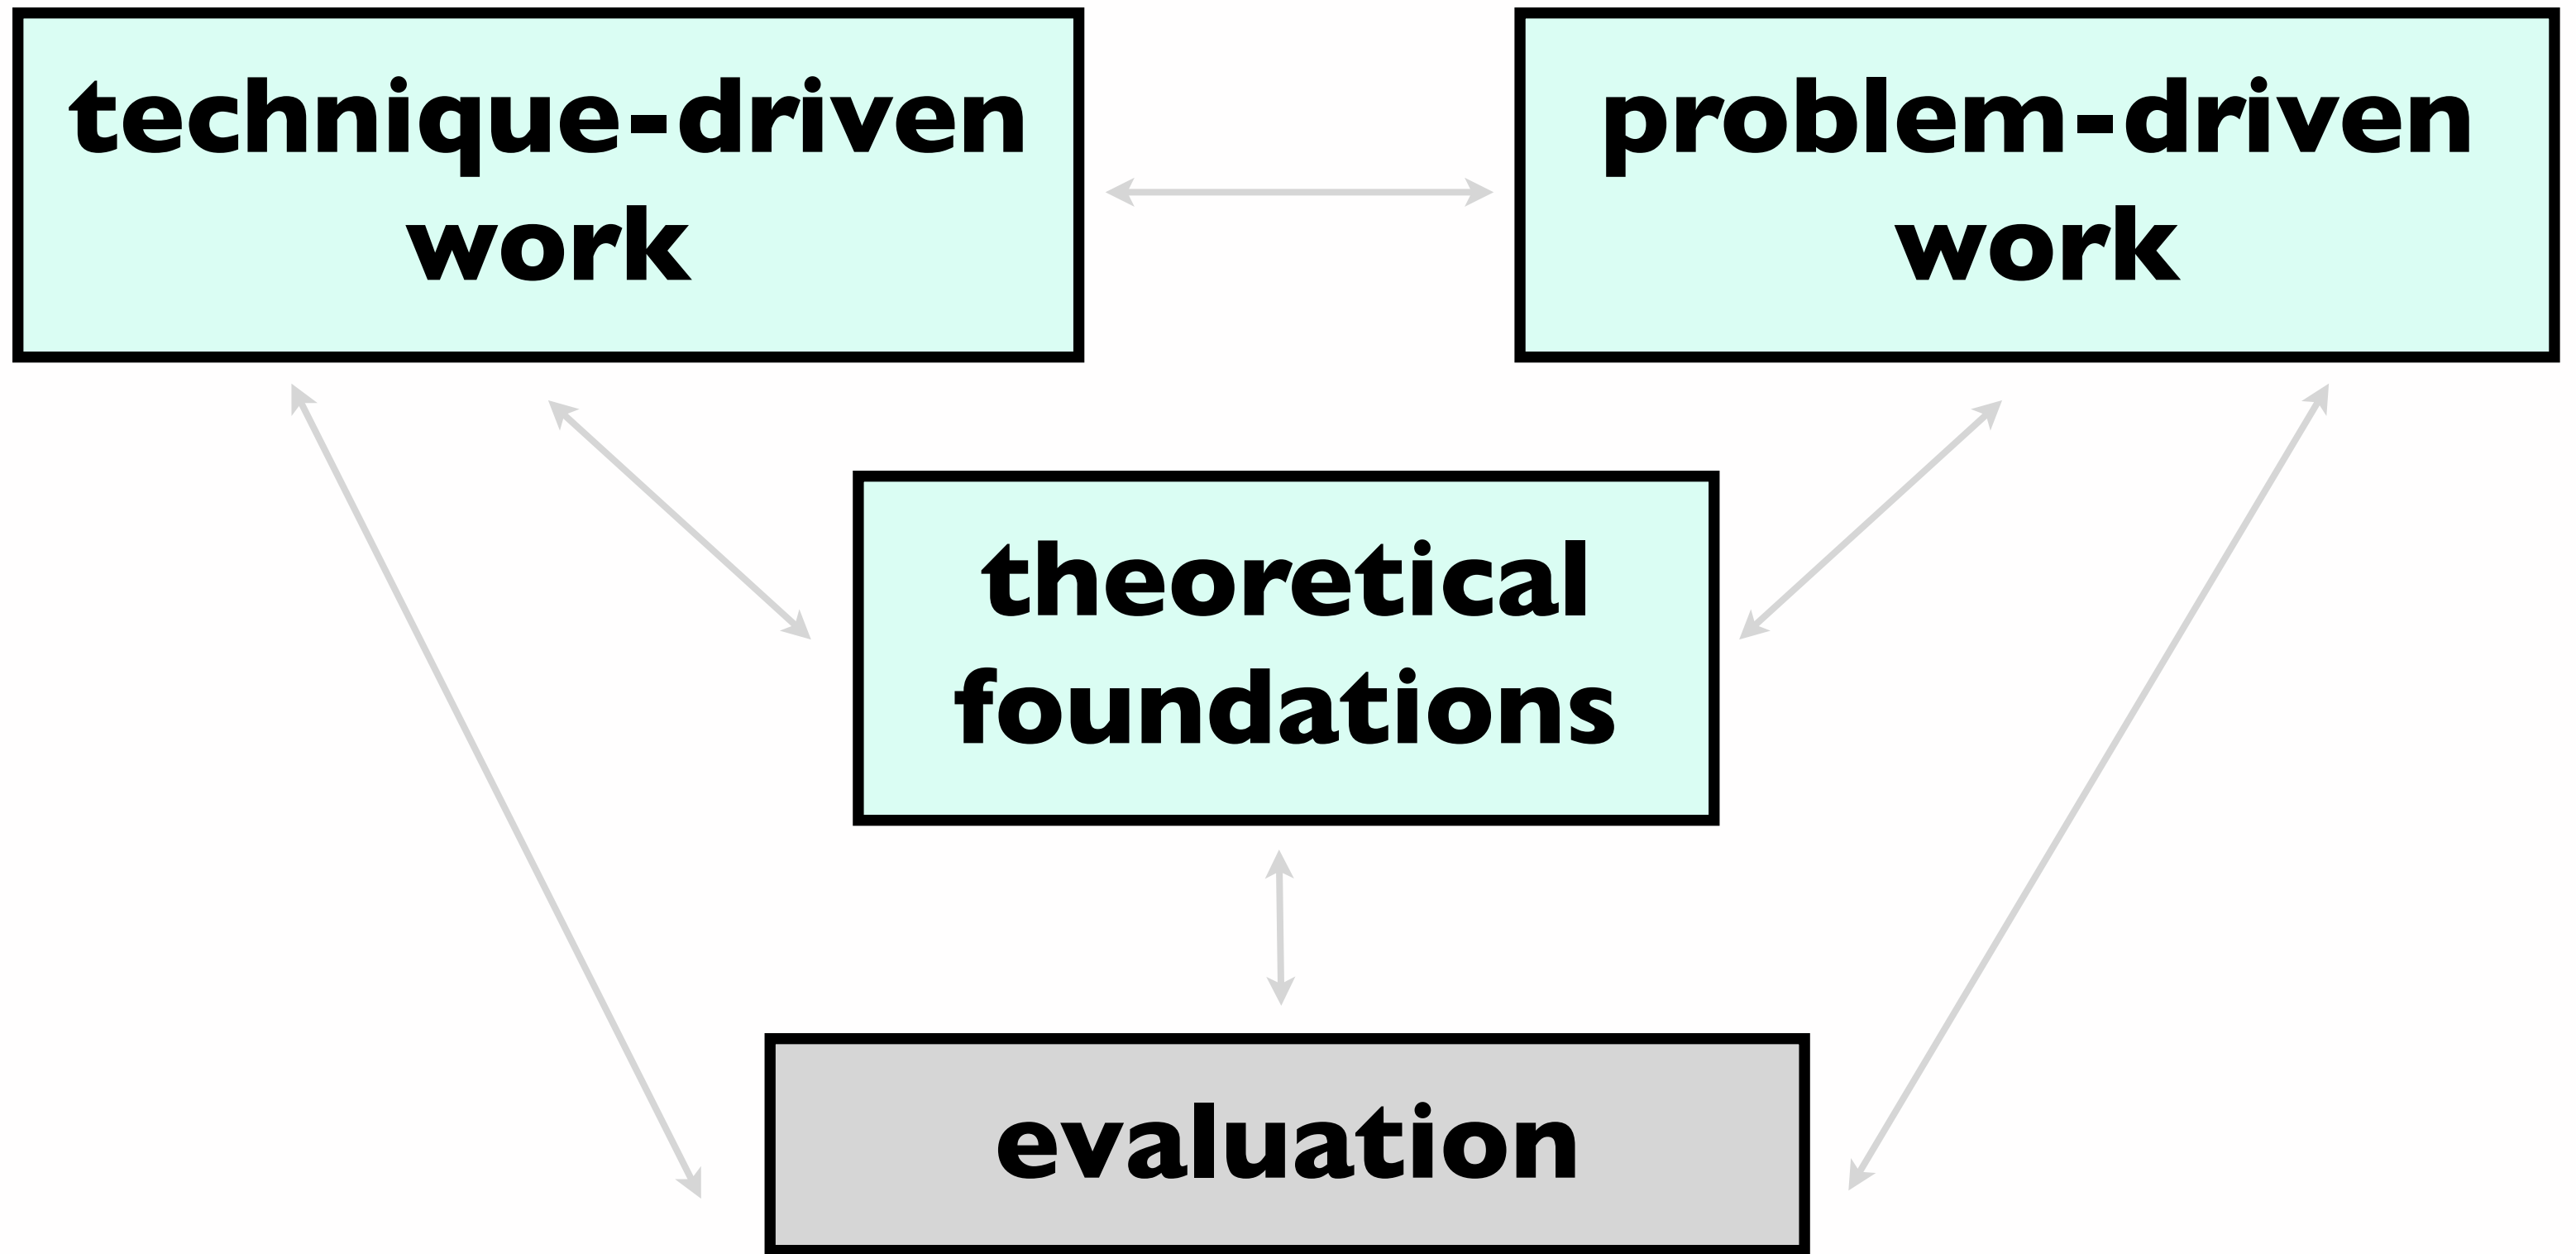 technique-driven
work
problem-driven
work
theoretical
foundations
evaluation